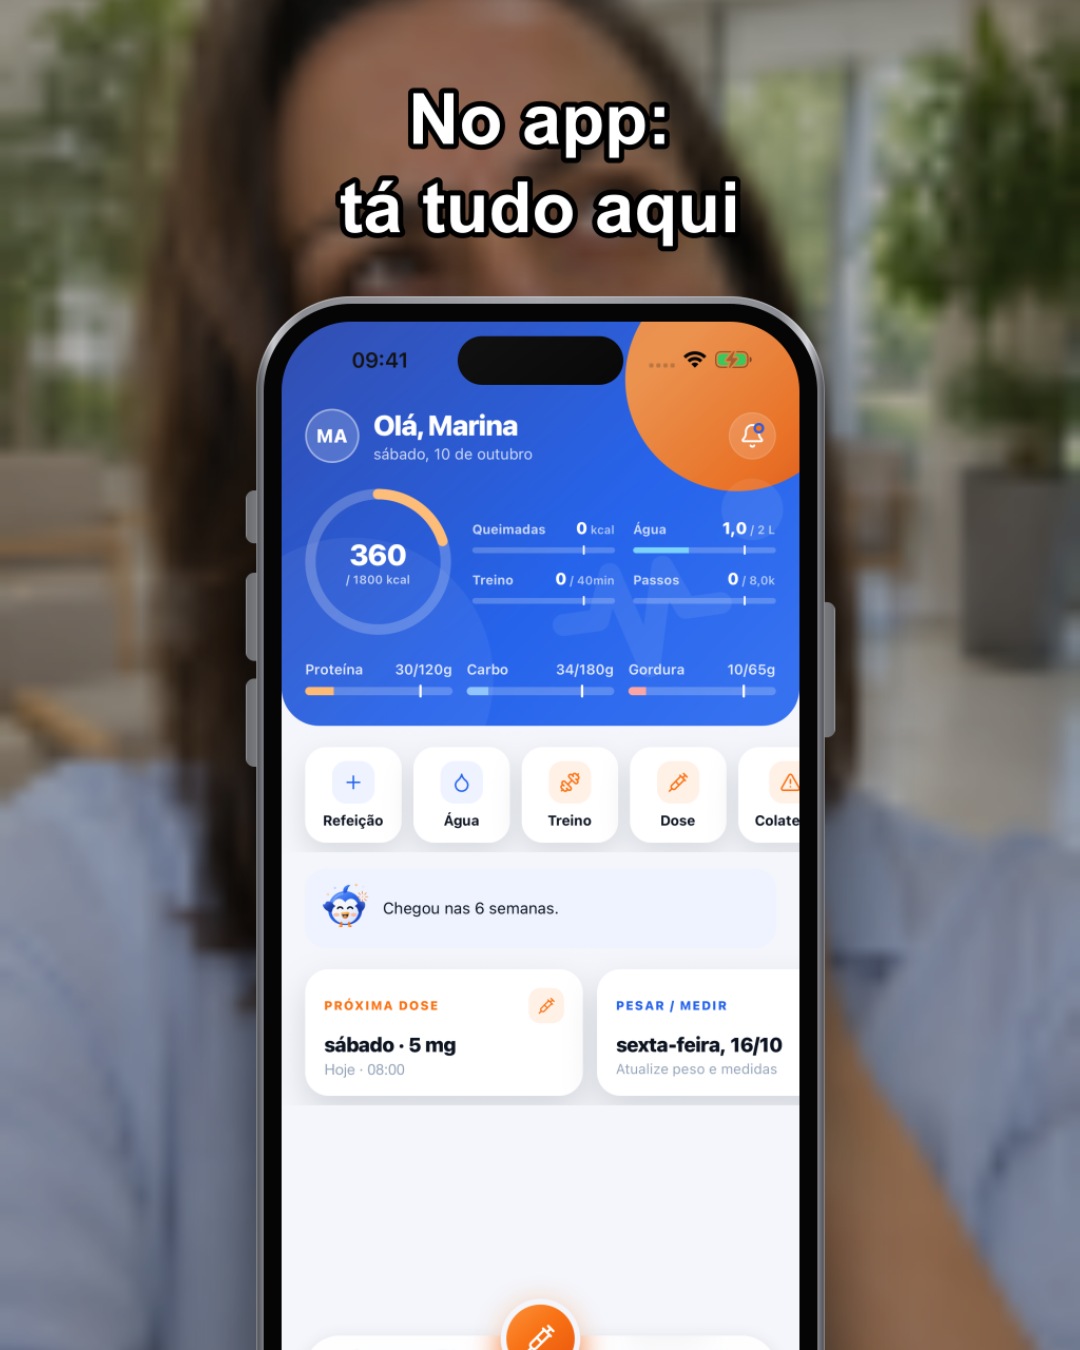 No app:
tá tudo aqui
09:41
MA
Olá, Marina
sábado, 10 de outubro
360
/ 1800 kcal
Queimadas 0 kcal
Água 1,0 / 2 L
Treino 0 / 40min
Passos 0 / 8,0k
Proteína 30/120g
Carbo 34/180g
Gordura 10/65g
Refeição
Água
Treino
Dose
Colate
Chegou nas 6 semanas.
PRÓXIMA DOSE
sábado · 5 mg
Hoje · 08:00
PESAR / MEDIR
sexta-feira, 16/10
Atualize peso e medidas